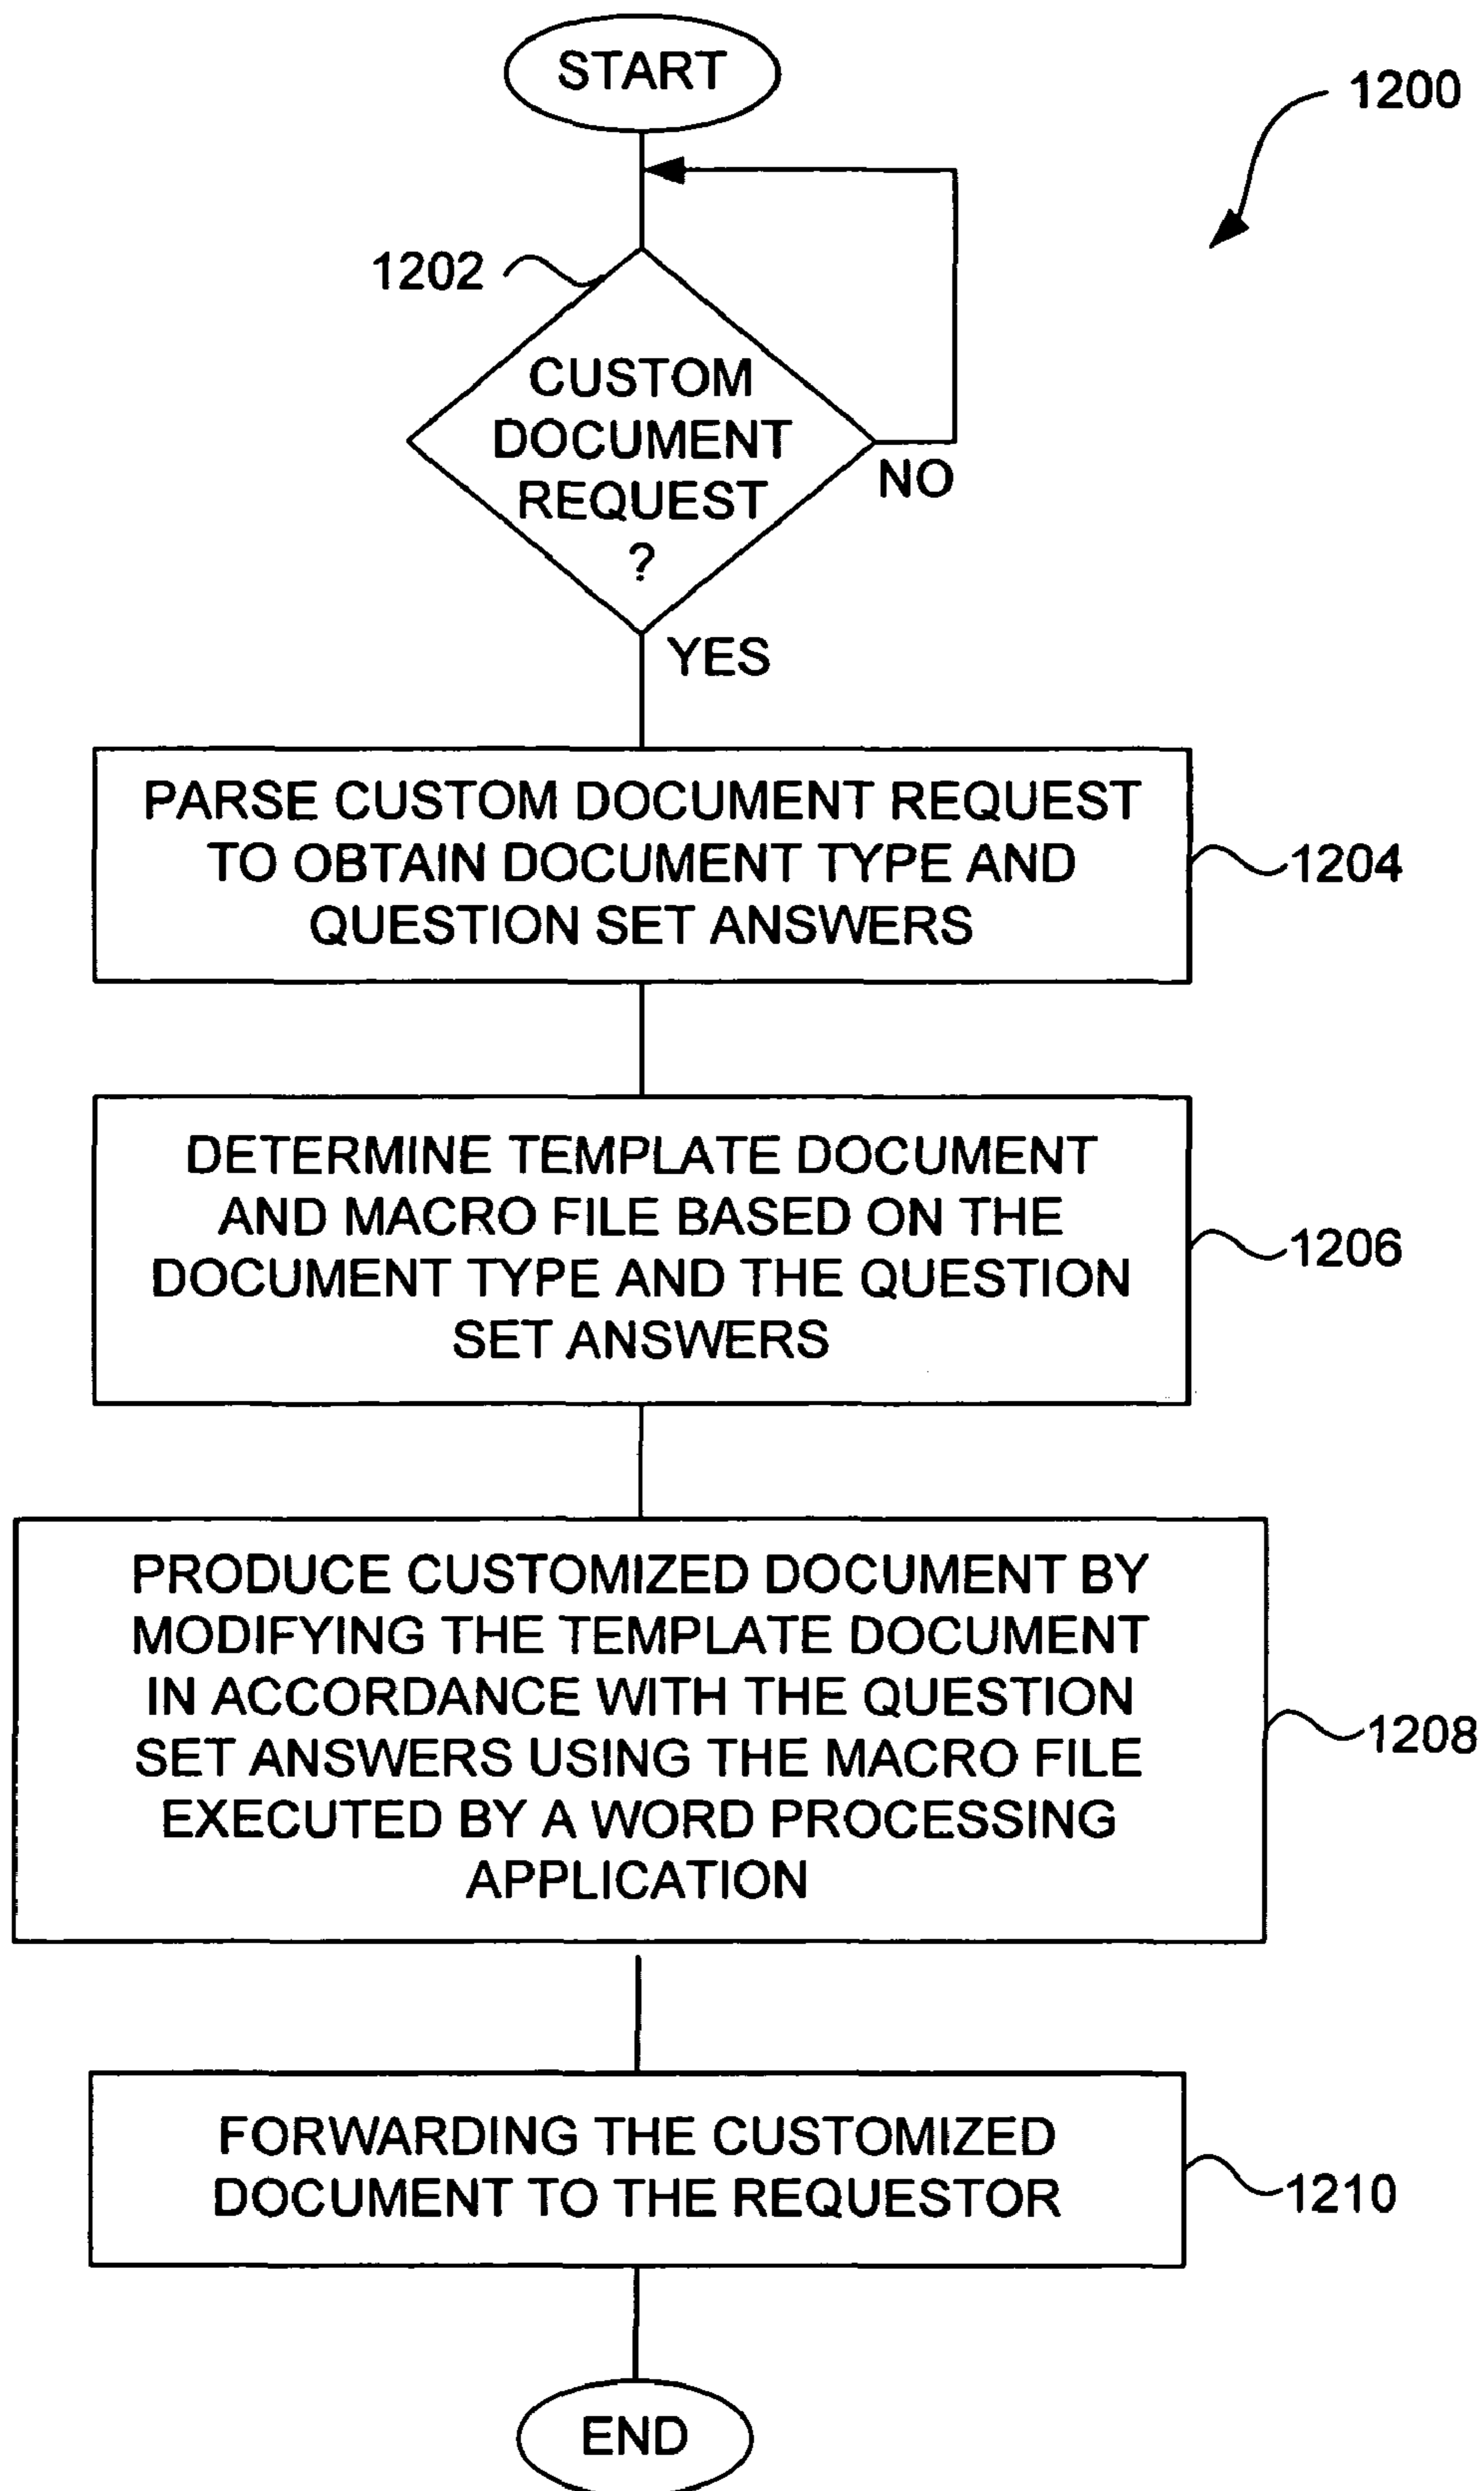 START
1200
1202
CUSTOM
DOCUMENT
REQUEST
?
NO
YES
PARSE CUSTOM DOCUMENT REQUEST
TO OBTAIN DOCUMENT TYPE AND
QUESTION SET ANSWERS
1204
DETERMINE TEMPLATE DOCUMENT
AND MACRO FILE BASED ON THE
DOCUMENT TYPE AND THE QUESTION
SET ANSWERS
1206
PRODUCE CUSTOMIZED DOCUMENT BY
MODIFYING THE TEMPLATE DOCUMENT
IN ACCORDANCE WITH THE QUESTION
SET ANSWERS USING THE MACRO FILE
EXECUTED BY A WORD PROCESSING
APPLICATION
1208
FORWARDING THE CUSTOMIZED
DOCUMENT TO THE REQUESTOR
1210
END